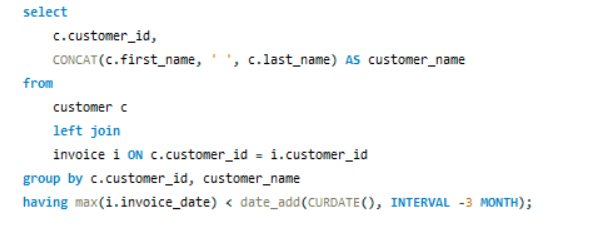 select
c.customer_id,
CONCAT(c.first_name, ' ', c.last_name) AS customer_name
from
customer c
left join
invoice i ON c.customer_id = i.customer_id
group by c.customer_id, customer_name
having max(i.invoice_date) < date_add(CURDATE(), INTERVAL -3 MONTH);